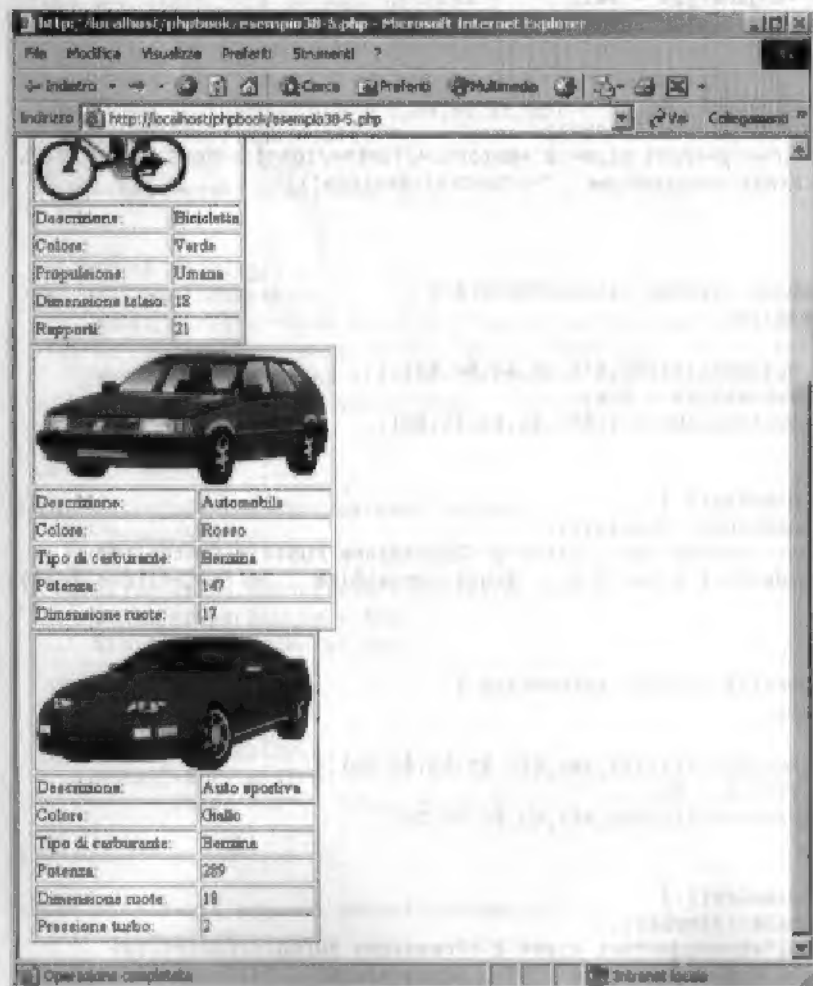 http://localhost/phpbook/esempio38-5.php - Microsoft Internet Explorer
File Modifica Visualizza Preferiti Strumenti ?
Indietro Cerca Preferiti Multimedia
Indirizzo http://localhost/phpbook/esempio38-5.php Vai Collegamenti »
Descrizione: Bicicletta
Colore: Verde
Propulsione: Umana
Dimensione telaio: 18
Rapporti: 21
Descrizione: Automobile
Colore: Rosso
Tipo di carburante: Benzina
Potenza: 147
Dimensione ruote: 17
Descrizione: Auto sportiva
Colore: Giallo
Tipo di carburante: Benzina
Potenza: 289
Dimensione ruote: 18
Pressione turbo: 2
Operazione completata Intranet locale